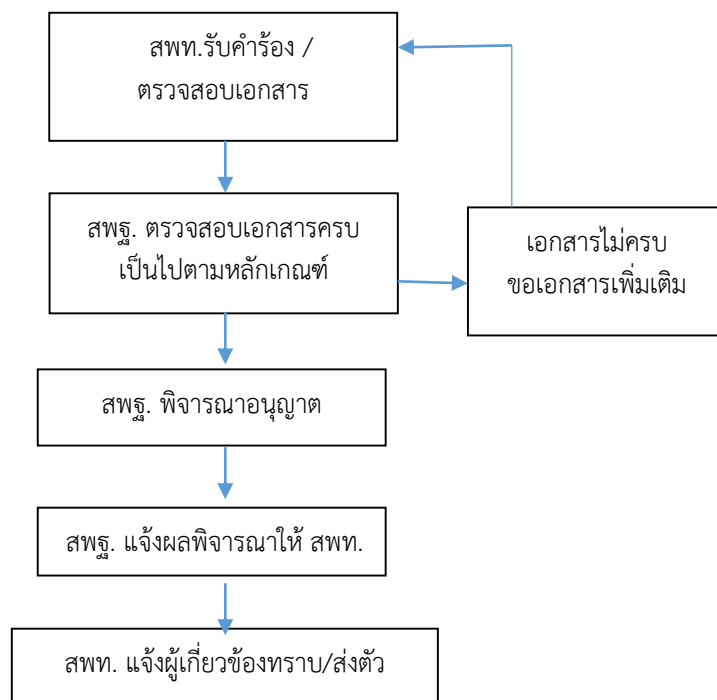 สพท.รับคำร้อง /
ตรวจสอบเอกสาร
สพฐ. ตรวจสอบเอกสารครบ
เป็นไปตามหลักเกณฑ์
เอกสารไม่ครบ
ขอเอกสารเพิ่มเติม
สพฐ. พิจารณาอนุญาต
สพฐ. แจ้งผลพิจารณาให้ สพท.
สพท. แจ้งผู้เกี่ยวข้องทราบ/ส่งตัว